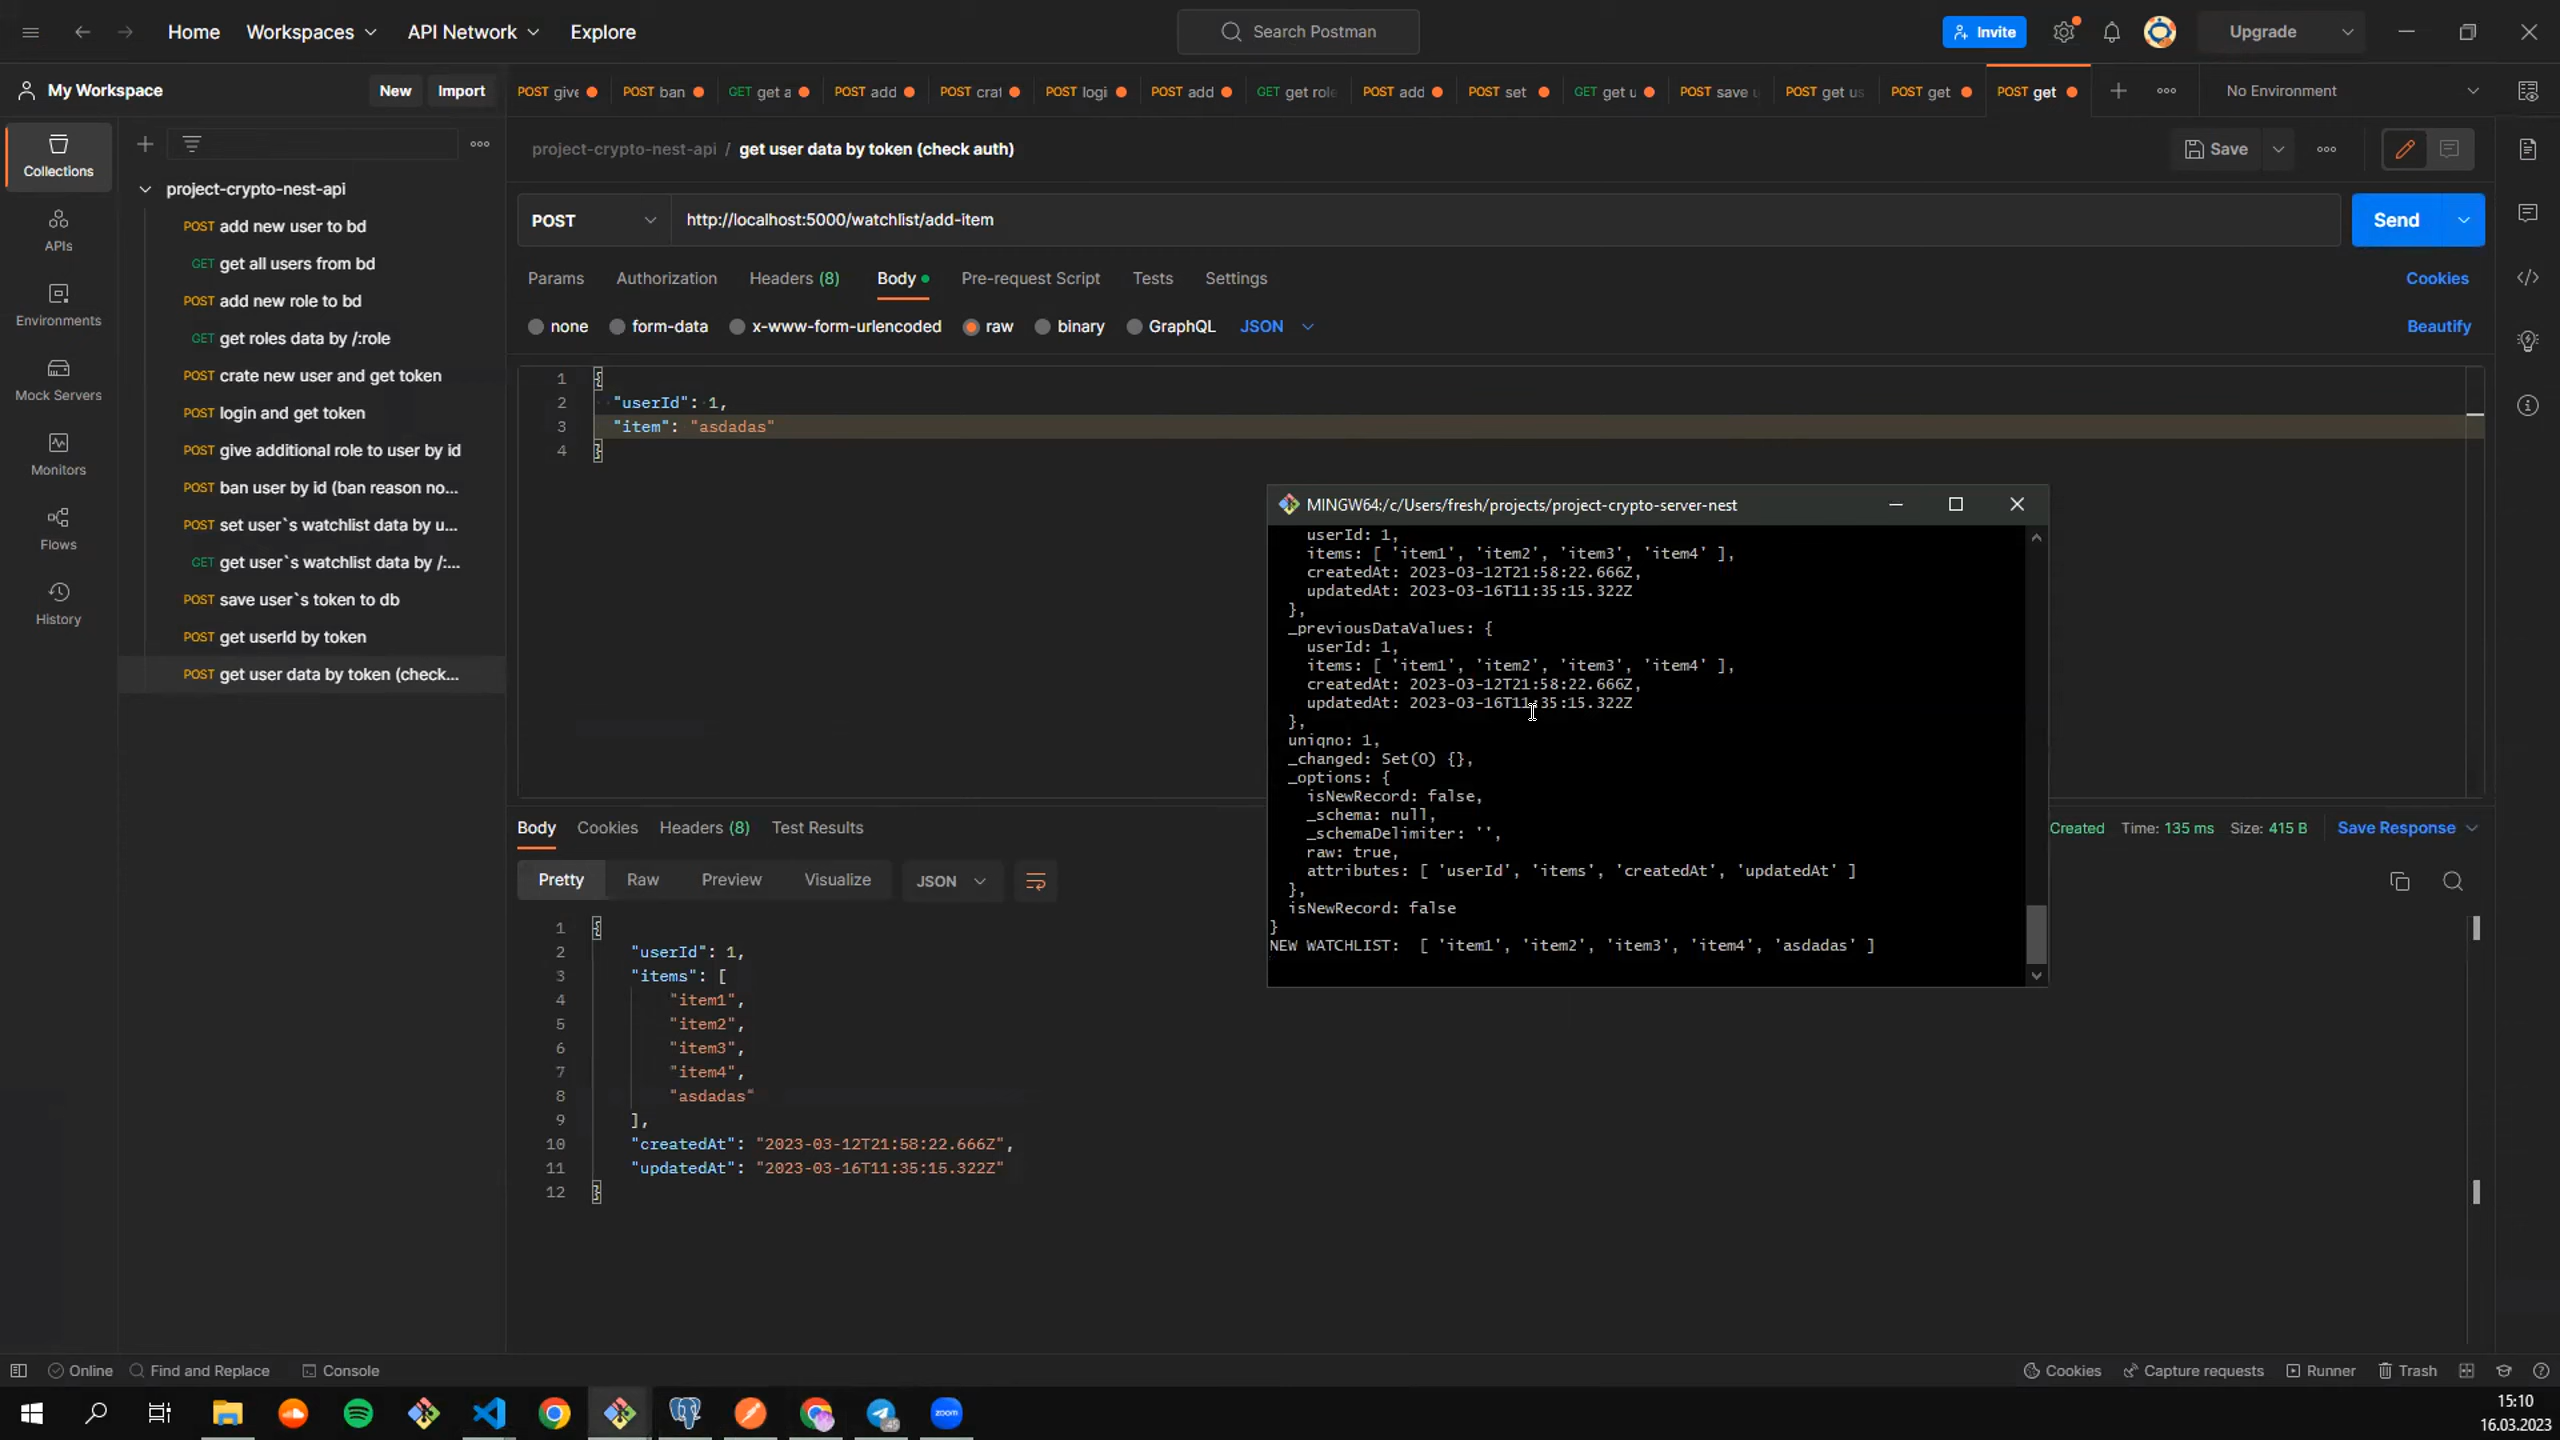 Home Workspaces API Network Explore Search Postman Invite Upgrade
My Workspace New Import
POST give POST ban GET get a POST add POST crat POST logi POST add GET get role POST add POST set GET get u POST save u POST get us POST get POST get No Environment
Collections
APIs
Environments
Mock Servers
Monitors
Flows
History
project-crypto-nest-api
POST add new user to bd
GET get all users from bd
POST add new role to bd
GET get roles data by /:role
POST crate new user and get token
POST login and get token
POST give additional role to user by id
POST ban user by id (ban reason no...
POST set user`s watchlist data by u...
GET get user`s watchlist data by /:...
POST save user`s token to db
POST get userId by token
POST get user data by token (check...
project-crypto-nest-api / get user data by token (check auth) Save
POST http://localhost:5000/watchlist/add-item Send
Params Authorization Headers (8) Body Pre-request Script Tests Settings Cookies
none form-data x-www-form-urlencoded raw binary GraphQL JSON Beautify
1 {
2 "userId": 1,
3 "item": "asdadas"
4 }
MINGW64:/c/Users/fresh/projects/project-crypto-server-nest
userId: 1,
items: [ 'item1', 'item2', 'item3', 'item4' ],
createdAt: 2023-03-12T21:58:22.666Z,
updatedAt: 2023-03-16T11:35:15.322Z
},
_previousDataValues: {
userId: 1,
items: [ 'item1', 'item2', 'item3', 'item4' ],
createdAt: 2023-03-12T21:58:22.666Z,
updatedAt: 2023-03-16T11:35:15.322Z
},
uniqno: 1,
_changed: Set(0) {},
_options: {
isNewRecord: false,
_schema: null,
_schemaDelimiter: '',
raw: true,
attributes: [ 'userId', 'items', 'createdAt', 'updatedAt' ]
},
isNewRecord: false
}
NEW WATCHLIST: [ 'item1', 'item2', 'item3', 'item4', 'asdadas' ]
Body Cookies Headers (8) Test Results Created Time: 135 ms Size: 415 B Save Response
Pretty Raw Preview Visualize JSON
1 {
2 "userId": 1,
3 "items": [
4 "item1",
5 "item2",
6 "item3",
7 "item4",
8 "asdadas"
9 ],
10 "createdAt": "2023-03-12T21:58:22.666Z",
11 "updatedAt": "2023-03-16T11:35:15.322Z"
12 }
Online Find and Replace Console Cookies Capture requests Runner Trash
45
zoom
15:10
16.03.2023